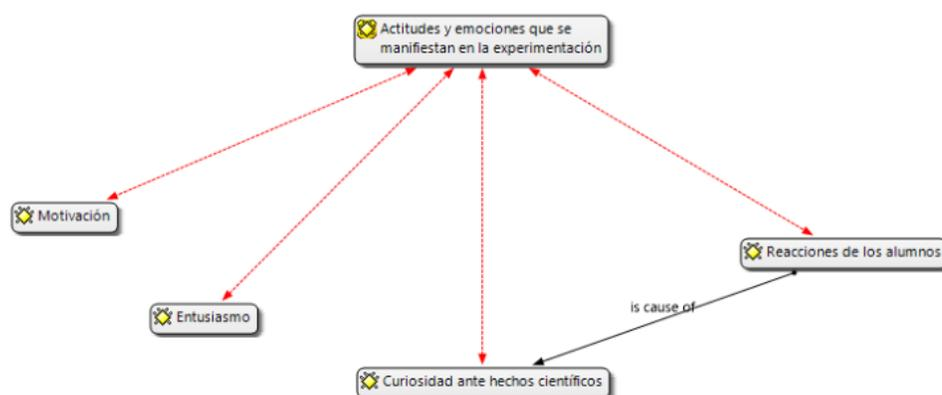 Actitudes y emociones que se
manifiestan en la experimentación
Motivación
Reacciones de los alumnos
is cause of
Entusiasmo
Curiosidad ante hechos científicos